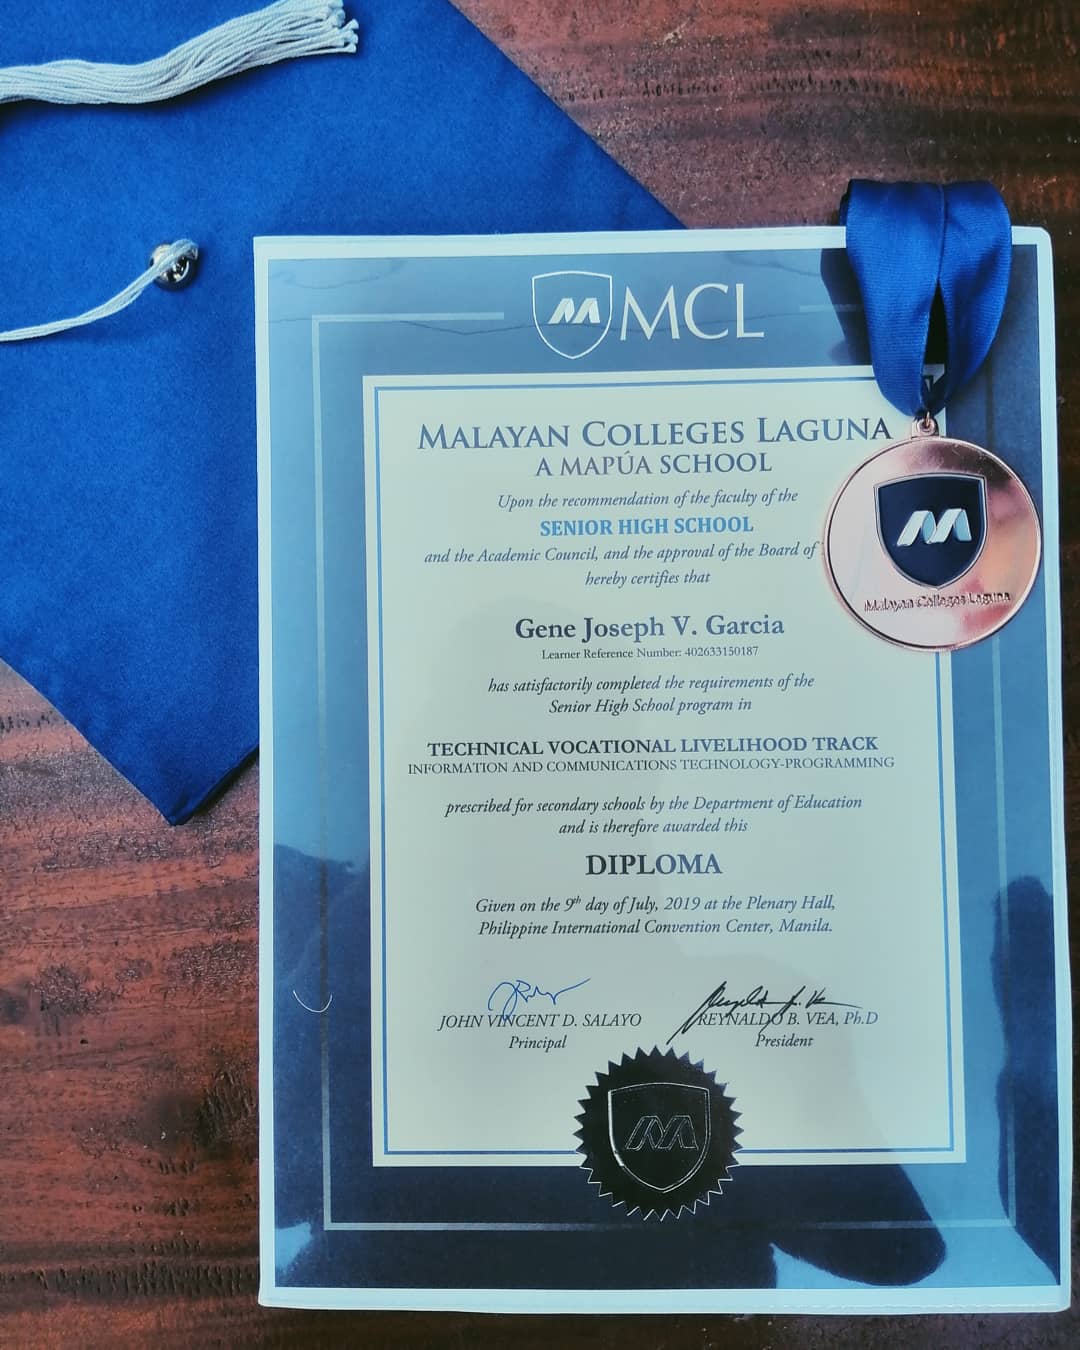 MCL
MALAYAN COLLEGES LAGUNA
A MAPÚA SCHOOL
Upon the recommendation of the faculty of the
SENIOR HIGH SCHOOL
and the Academic Council, and the approval of the Board of
hereby certifies that
Gene Joseph V. Garcia
Learner Reference Number: 402633150187
has satisfactorily completed the requirements of the
Senior High School program in
TECHNICAL VOCATIONAL LIVELIHOOD TRACK
INFORMATION AND COMMUNICATIONS TECHNOLOGY-PROGRAMMING
prescribed for secondary schools by the Department of Education
and is therefore awarded this
DIPLOMA
Given on the 9th day of July, 2019 at the Plenary Hall,
Philippine International Convention Center, Manila.
JOHN VINCENT D. SALAYO
Principal
REYNALDO B. VEA, Ph.D
President
Malayan Colleges Laguna